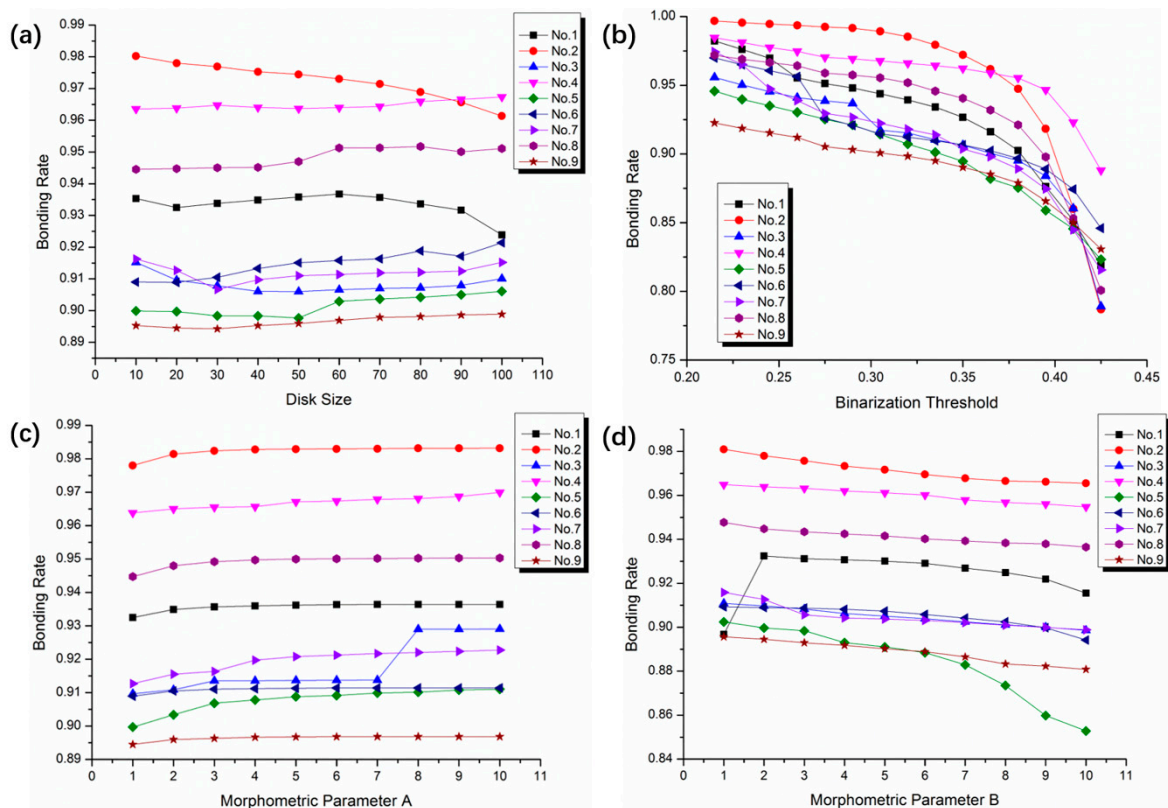 (a)
0.99
0.98
0.97
0.96
0.95
0.94
0.93
0.92
0.91
0.90
0.89
Bonding Rate
0 10 20 30 40 50 60 70 80 90 100 110
Disk Size
No.1
No.2
No.3
No.4
No.5
No.6
No.7
No.8
No.9
(b)
1.00
0.95
0.90
0.85
0.80
0.75
Bonding Rate
0.20 0.25 0.30 0.35 0.40 0.45
Binarization Threshold
No.1
No.2
No.3
No.4
No.5
No.6
No.7
No.8
No.9
(c)
0.99
0.98
0.97
0.96
0.95
0.94
0.93
0.92
0.91
0.90
0.89
Bonding Rate
0 1 2 3 4 5 6 7 8 9 10 11
Morphometric Parameter A
No.1
No.2
No.3
No.4
No.5
No.6
No.7
No.8
No.9
(d)
0.98
0.96
0.94
0.92
0.90
0.88
0.86
0.84
Bonding Rate
0 1 2 3 4 5 6 7 8 9 10 11
Morphometric Parameter B
No.1
No.2
No.3
No.4
No.5
No.6
No.7
No.8
No.9